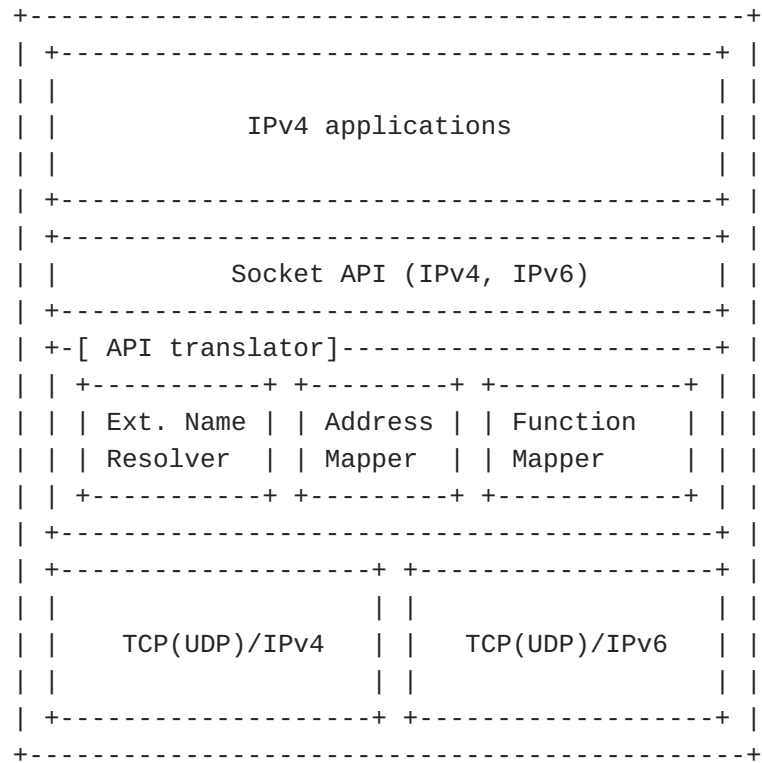 IPv4 applications
Socket API (IPv4, IPv6)
[ API translator]
Ext. Name Address Function
Resolver Mapper Mapper
TCP(UDP)/IPv4 TCP(UDP)/IPv6